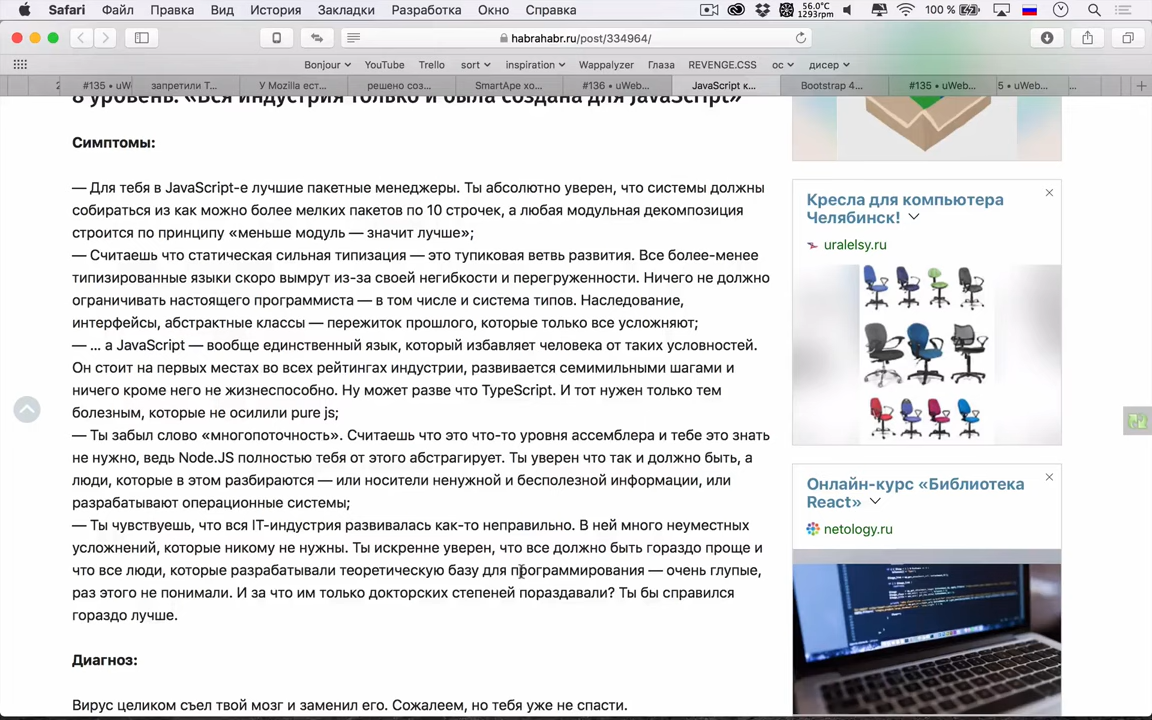 Safari Файл Правка Вид История Закладки Разработка Окно Справка 56.0°C 1293rpm 100 %
habrahabr.ru/post/334964/
Bonjour YouTube Trello sort inspiration Wappalyzer Глаза REVENGE.CSS ос дисер
2 #135 • uWe... запретили Т... У Mozilla ест... решено соз... SmartApe хо... #136 • uWeb... JavaScript к... Bootstrap 4... #135 • uWeb... 5 • uWeb... ...
8 уровень. «Вся индустрия только и была создана для JavaScript»
Симптомы:
— Для тебя в JavaScript-е лучшие пакетные менеджеры. Ты абсолютно уверен, что системы должны
собираться из как можно более мелких пакетов по 10 строчек, а любая модульная декомпозиция
строится по принципу «меньше модуль — значит лучше»;
— Считаешь что статическая сильная типизация — это тупиковая ветвь развития. Все более-менее
типизированные языки скоро вымрут из-за своей негибкости и перегруженности. Ничего не должно
ограничивать настоящего программиста — в том числе и система типов. Наследование,
интерфейсы, абстрактные классы — пережиток прошлого, которые только все усложняют;
— ... а JavaScript — вообще единственный язык, который избавляет человека от таких условностей.
Он стоит на первых местах во всех рейтингах индустрии, развивается семимильными шагами и
ничего кроме него не жизнеспособно. Ну может разве что TypeScript. И тот нужен только тем
болезным, которые не осилили pure js;
— Ты забыл слово «многопоточность». Считаешь что это что-то уровня ассемблера и тебе это знать
не нужно, ведь Node.JS полностью тебя от этого абстрагирует. Ты уверен что так и должно быть, а
люди, которые в этом разбираются — или носители ненужной и бесполезной информации, или
разрабатывают операционные системы;
— Ты чувствуешь, что вся IT-индустрия развивалась как-то неправильно. В ней много неуместных
усложнений, которые никому не нужны. Ты искренне уверен, что все должно быть гораздо проще и
что все люди, которые разрабатывали теоретическую базу для программирования — очень глупые,
раз этого не понимали. И за что им только докторских степеней пораздавали? Ты бы справился
гораздо лучше.
Диагноз:
Вирус целиком съел твой мозг и заменил его. Сожалеем, но тебя уже не спасти.
Кресла для компьютера
Челябинск!
uralelsy.ru
Онлайн-курс «Библиотека
React»
netology.ru